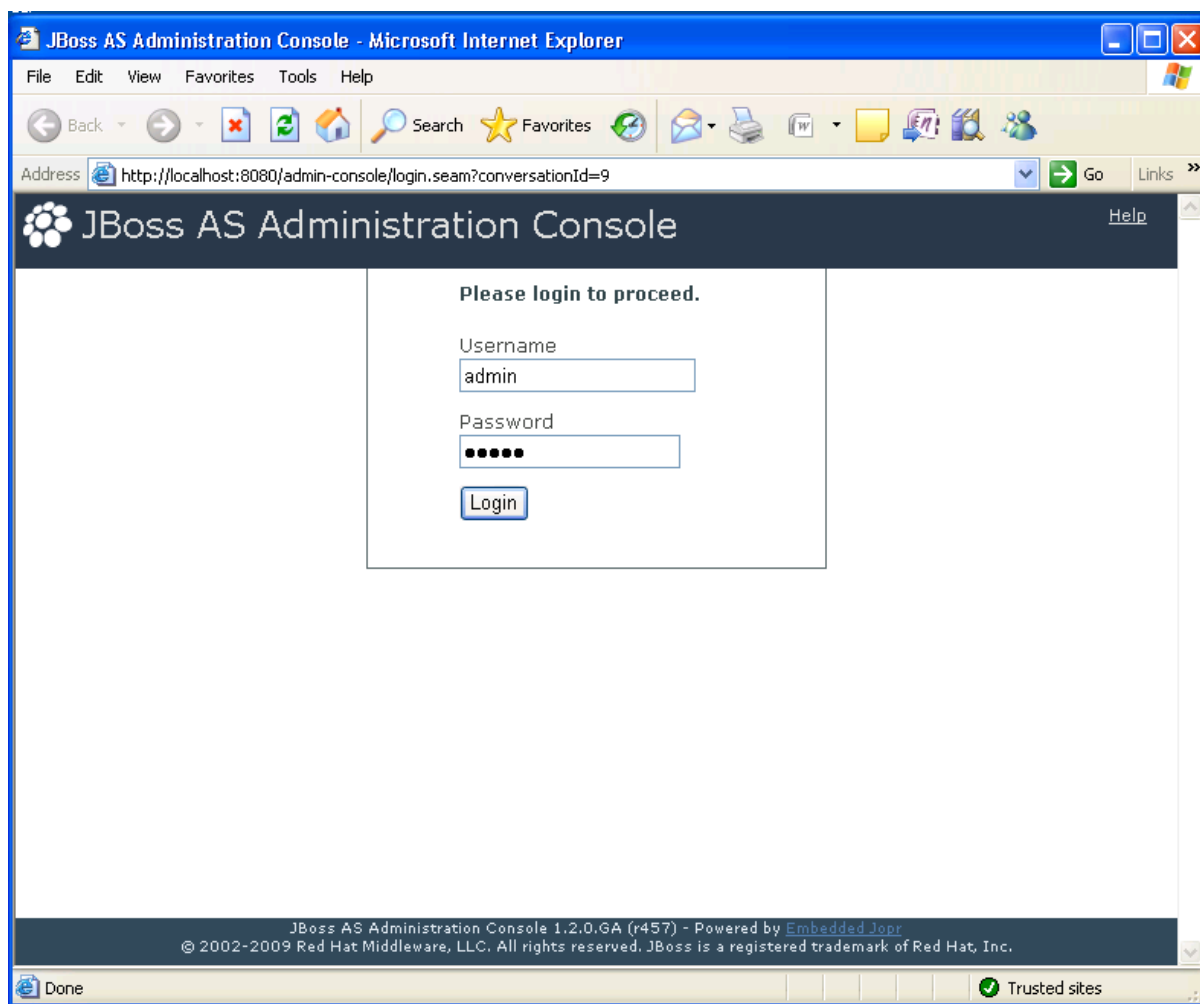 JBoss AS Administration Console - Microsoft Internet Explorer
File Edit View Favorites Tools Help
Back Search Favorites
Address http://localhost:8080/admin-console/login.seam?conversationId=9 Go Links »
JBoss AS Administration Console Help
Please login to proceed.
Username
admin
Password
•••••
Login
JBoss AS Administration Console 1.2.0.GA (r457) - Powered by Embedded Jopr
© 2002-2009 Red Hat Middleware, LLC. All rights reserved. JBoss is a registered trademark of Red Hat, Inc.
Done Trusted sites